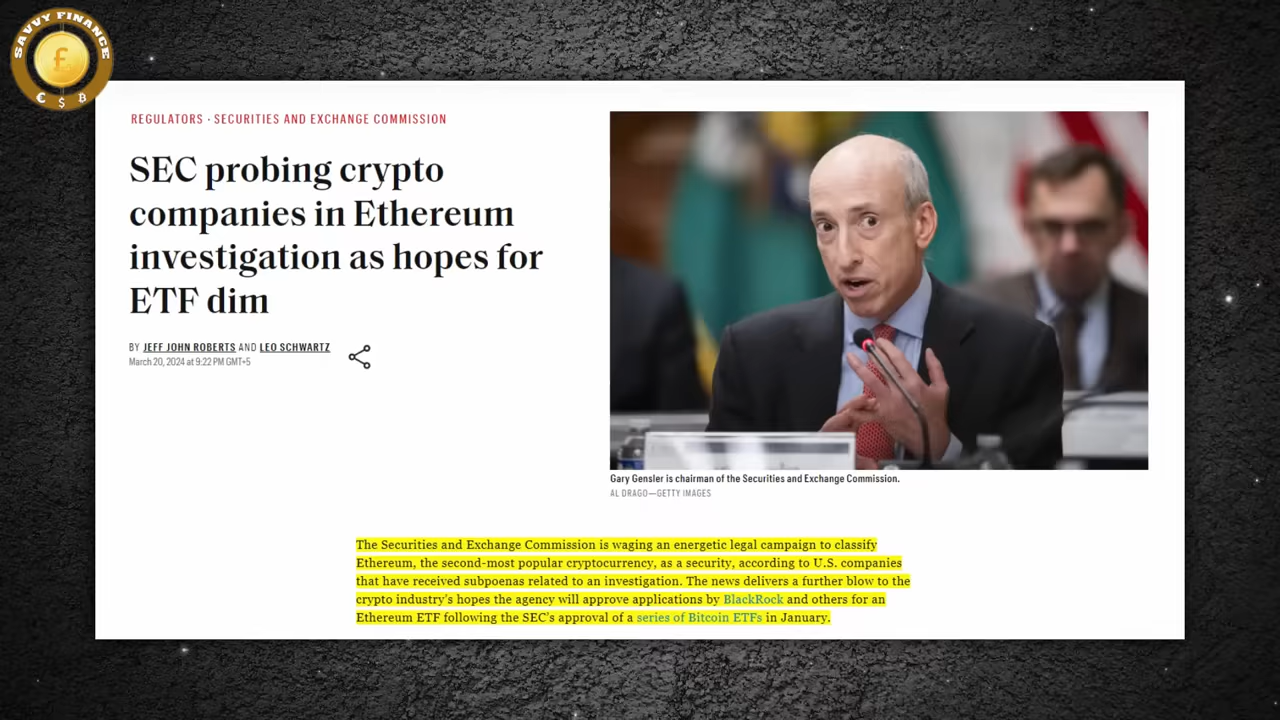 SAVVY FINANCE
£
€ $ B
REGULATORS · SECURITIES AND EXCHANGE COMMISSION
SEC probing crypto
companies in Ethereum
investigation as hopes for
ETF dim
BY JEFF JOHN ROBERTS AND LEO SCHWARTZ
March 20, 2024 at 9:22 PM GMT+5
Gary Gensler is chairman of the Securities and Exchange Commission.
AL DRAGO—GETTY IMAGES
The Securities and Exchange Commission is waging an energetic legal campaign to classify
Ethereum, the second-most popular cryptocurrency, as a security, according to U.S. companies
that have received subpoenas related to an investigation. The news delivers a further blow to the
crypto industry's hopes the agency will approve applications by BlackRock and others for an
Ethereum ETF following the SEC's approval of a series of Bitcoin ETFs in January.